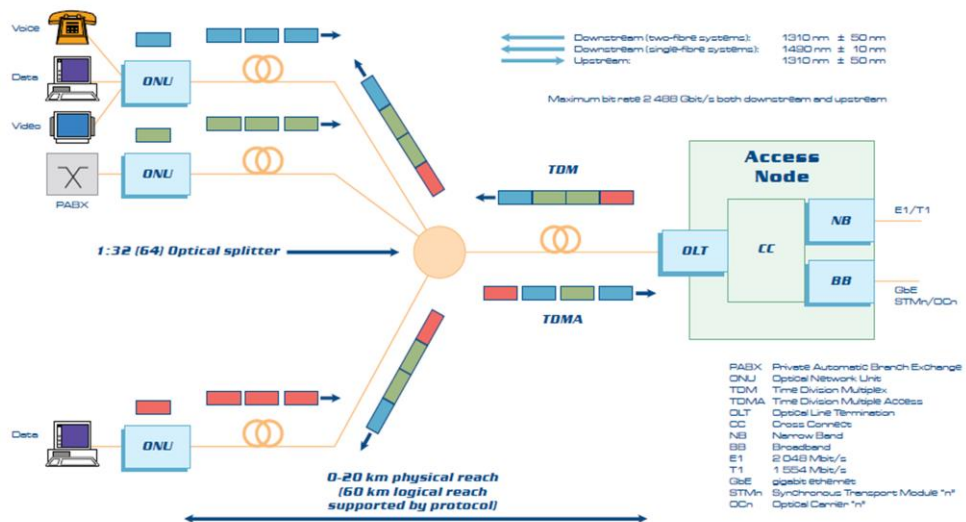 Voice
Data
Video
PABX
ONU
ONU
Downstream (two-fibre systems): 1310 nm ± 50 nm
Downstream (single-fibre systems): 1490 nm ± 10 nm
Upstream: 1310 nm ± 50 nm
Maximum bit rate 2 488 Gbit/s both downstream and upstream
TDM
Access
Node
NB
E1/T1
1:32 (64) Optical splitter
OLT
CC
BB
GbE
STMn/OCn
TDMA
Data
ONU
0-20 km physical reach
(60 km logical reach
supported by protocol)
PABX Private Automatic Branch Exchange
ONU Optical Network Unit
TDM Time Division Multiplex
TDMA Time Division Multiple Access
OLT Optical Line Termination
CC Cross Connect
NB Narrow Band
BB Broadband
E1 2 048 Mbit/s
T1 1 554 Mbit/s
GbE gigabit ethernet
STMn Synchronous Transport Module "n"
OCn Optical Carrier "n"